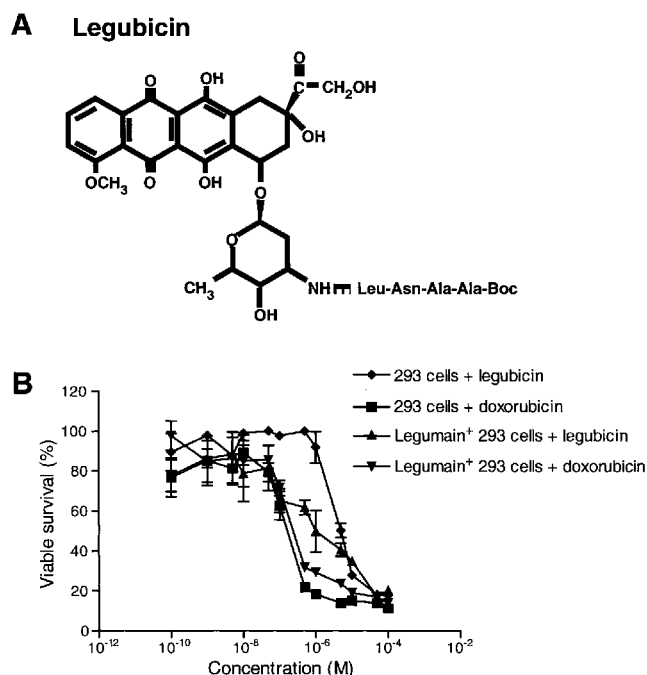 A Legubicin
O
O OH C-CH₂OH
OH
OCH₃ O OH
O
O
CH₃ NH Leu-Asn-Ala-Ala-Boc
OH
B
293 cells + legubicin
293 cells + doxorubicin
Legumain⁺ 293 cells + legubicin
Legumain⁺ 293 cells + doxorubicin
Viable survival (%)
120
100
80
60
40
20
0
10⁻¹² 10⁻¹⁰ 10⁻⁸ 10⁻⁶ 10⁻⁴ 10⁻²
Concentration (M)